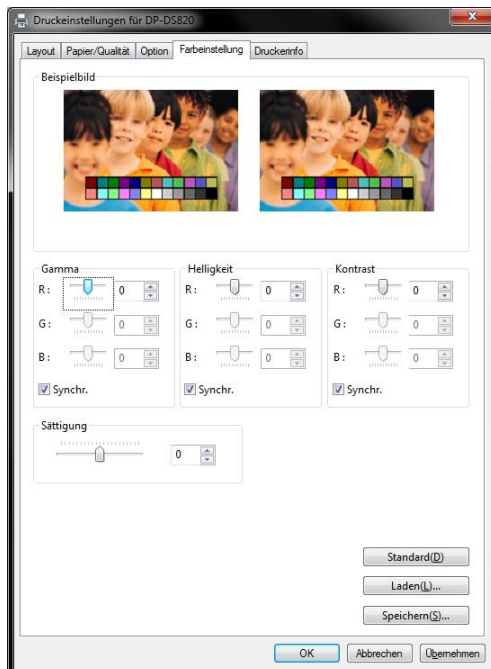 Druckeinstellungen für DP-DS820
Layout Papier/Qualität Option Farbeinstellung Druckerinfo
Beispielbild
Gamma Helligkeit Kontrast
R: 0 R: 0 R: 0
G: 0 G: 0 G: 0
B: 0 B: 0 B: 0
Synchr. Synchr. Synchr.
Sättigung
0
Standard(D)
Laden(L)...
Speichern(S)...
OK Abbrechen Übernehmen